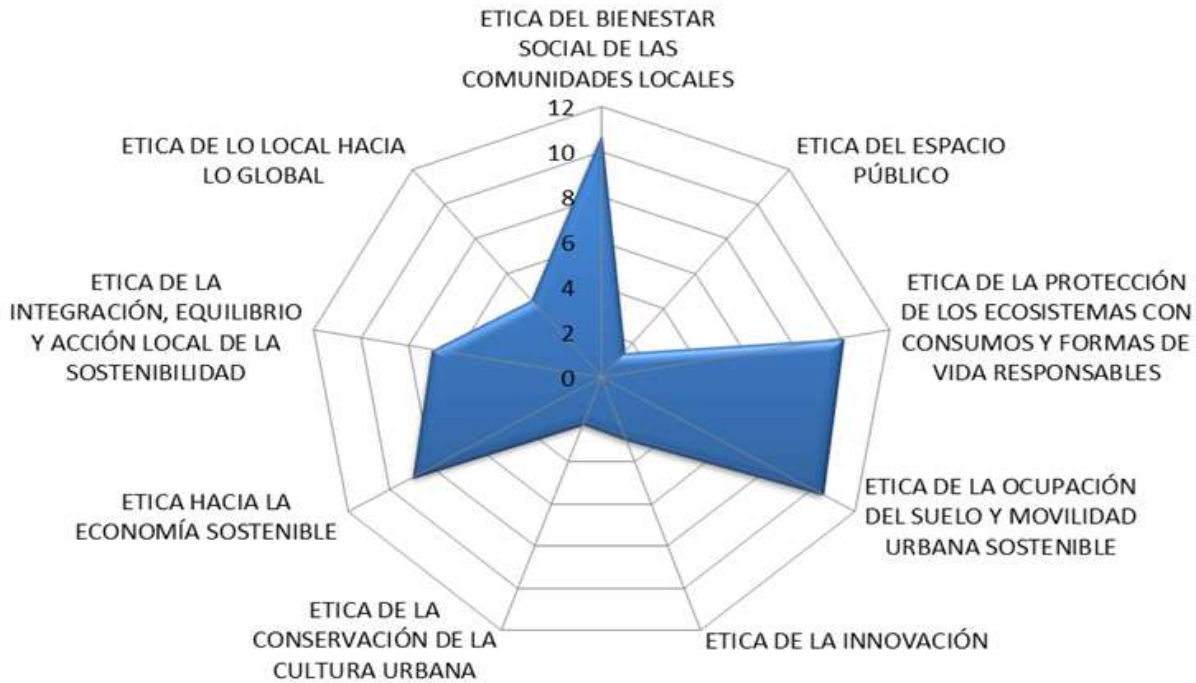 ETICA DEL BIENESTAR
SOCIAL DE LAS
COMUNIDADES LOCALES
12
10
8
6
4
2
0
ETICA DEL ESPACIO
PÚBLICO
ETICA DE LA PROTECCIÓN
DE LOS ECOSISTEMAS CON
CONSUMOS Y FORMAS DE
VIDA RESPONSABLES
ETICA DE LA OCUPACIÓN
DEL SUELO Y MOVILIDAD
URBANA SOSTENIBLE
ETICA DE LA INNOVACIÓN
ETICA DE LA
CONSERVACIÓN DE LA
CULTURA URBANA
ETICA HACIA LA
ECONOMÍA SOSTENIBLE
ETICA DE LA
INTEGRACIÓN, EQUILIBRIO
Y ACCIÓN LOCAL DE LA
SOSTENIBILIDAD
ETICA DE LO LOCAL HACIA
LO GLOBAL